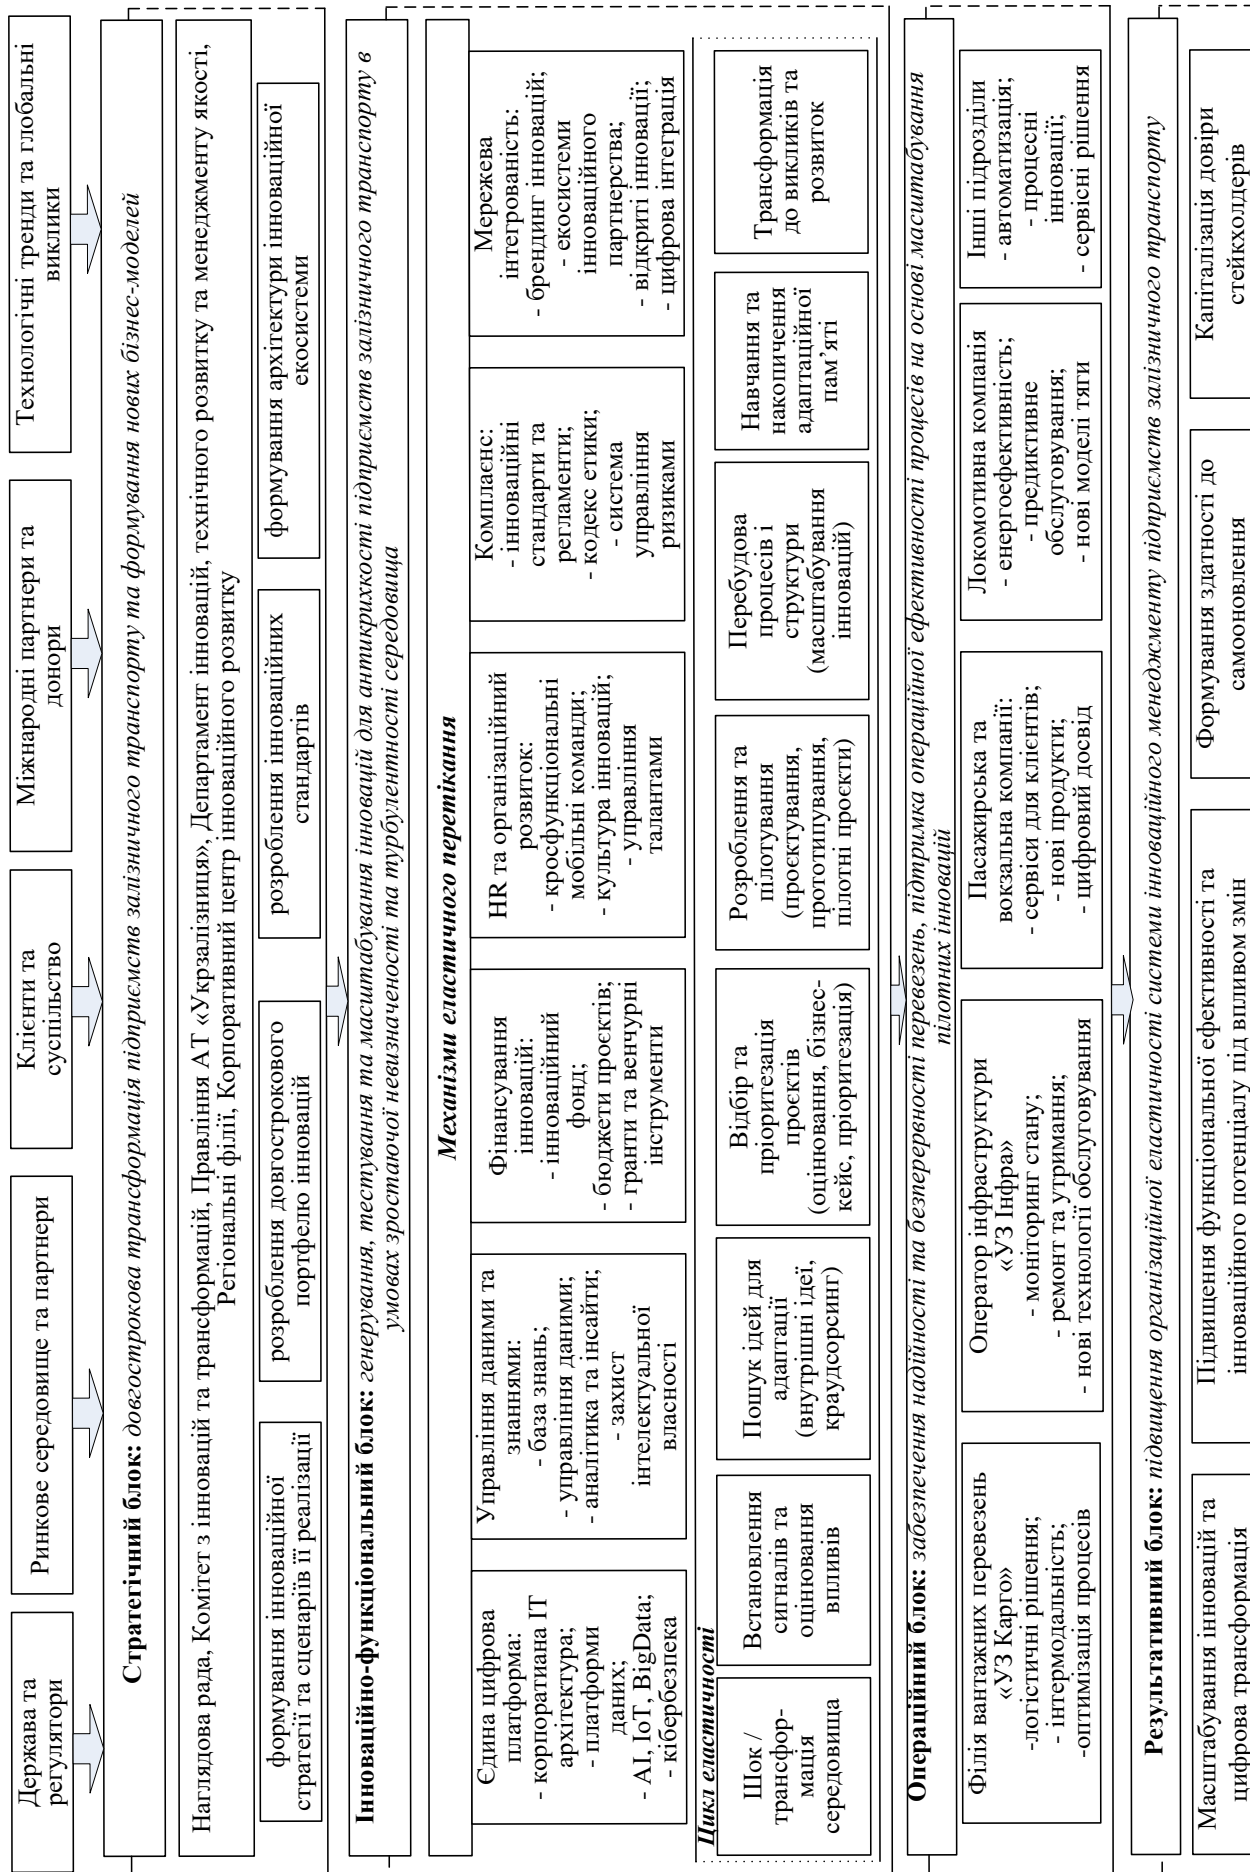 Держава та
регулятори
Ринкове середовище та партнери
Клієнти та
суспільство
Міжнародні партнери та
донори
Технологічні тренди та глобальні
виклики
Стратегічний блок: довгострокова трансформація підприємств залізничного транспорту та формування нових бізнес-моделей
Наглядова рада, Комітет з інновацій та трансформацій, Правління АТ «Укрзалізниця», Департамент інновацій, технічного розвитку та менеджменту якості,
Регіональні філії, Корпоративний центр інноваційного розвитку
формування інноваційної
стратегії та сценаріїв її реалізації
розроблення довгострокового
портфелю інновацій
розроблення інноваційних
стандартів
формування архітектури інноваційної
екосистеми
Інноваційно-функціональний блок: генерування, тестування та масштабування інновацій для антикрихкості підприємств залізничного транспорту в
умовах зростаючої невизначеності та турбулентності середовища
Механізми еластичного перетікання
Єдина цифрова
платформа:
- корпоратиана ІТ
архітектура;
- платформи
даних;
- AI, IoT, BigData;
- кібербезпека
Управління даними та
знаннями:
- база знань;
- управління даними;
- аналітика та інсайти;
- захист
інтелектуальної
власності
Фінансування
інновацій:
- інноваційний
фонд;
- бюджети проєктів;
- гранти та венчурні
інструменти
HR та організаційний
розвиток:
- кросфункціональні
мобільні команди;
- культура інновацій;
- управління
талантами
Комплаєнс:
- інноваційні
стандарти та
регламенти;
- кодекс етики;
- система
управління
ризиками
Мережева
інтегрованість:
- брендинг інновацій;
- екосистеми
інноваційного
партнерства;
- відкриті інновації;
- цифрова інтеграція
Цикл еластичності
Шок /
трансфор-
мація
середовища
Встановлення
сигналів та
оцінювання
впливів
Пошук ідей для
адаптації
(внутрішні ідеї,
краудсорсинг)
Відбір та
пріоритезація
проєктів
(оцінювання, бізнес-
кейс, пріоритезація)
Розроблення та
пілотування
(проєктування,
прототипування,
пілотні проєкти)
Перебудова
процесів і
структури
(масштабування
інновацій)
Навчання та
накопичення
адаптаційної
пам’яті
Трансформація
до викликів та
розвиток
Операційний блок: забезпечення надійності та безперервності перевезень, підтримка операційної ефективності процесів на основі масштабування
пілотних інновацій
Філія вантажних перевезень
«УЗ Карго»
-логістичні рішення;
- інтермодальність;
-оптимізація процесів
Оператор інфраструктури
«УЗ Інфра»
- моніторинг стану;
- ремонт та утримання;
- нові технології обслуговування
Пасажирська та
вокзальна компанії:
- сервіси для клієнтів;
- нові продукти;
- цифровий досвід
Локомотивна компанія
- енергоефективність;
- предиктивне
обслуговування;
- нові моделі тяги
Інші підрозділи
- автоматизація;
- процесні
інновації;
- сервісні рішення
Результативний блок: підвищення організаційної еластичності системи інноваційного менеджменту підприємств залізничного транспорту
Масштабування інновацій та
цифрова трансформація
Підвищення функціональної ефективності та
інноваційного потенціалу під впливом змін
Формування здатності до
самооновлення
Капіталізація довіри
стейкхолдерів